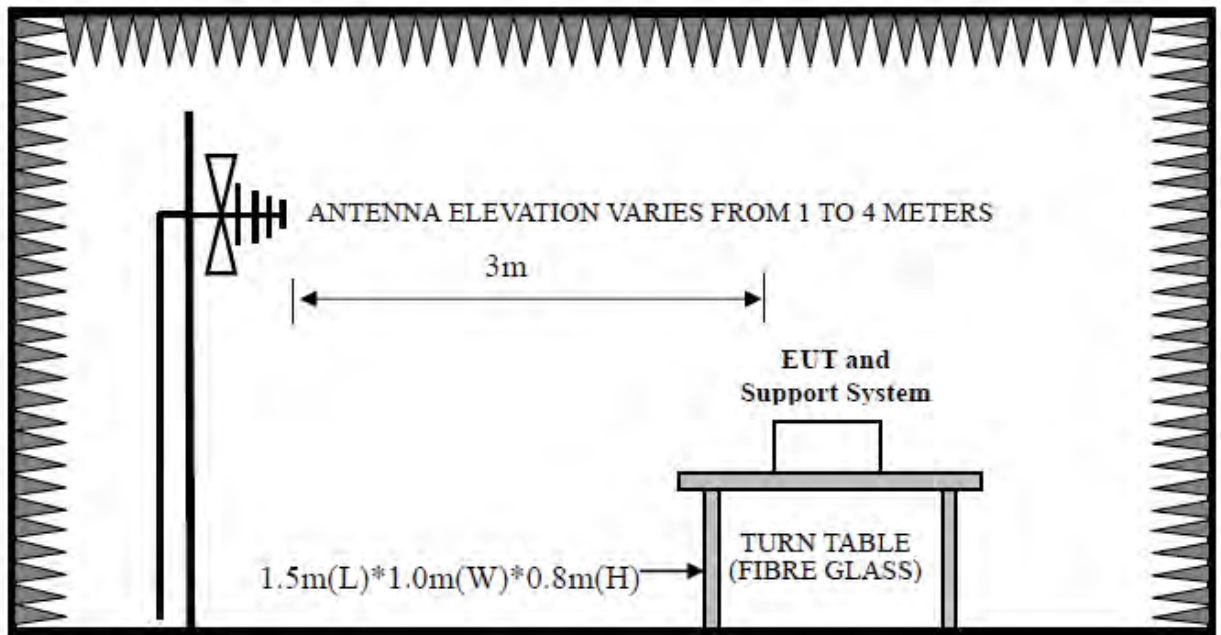 ANTENNA ELEVATION VARIES FROM 1 TO 4 METERS
3m
EUT and
Support System
TURN TABLE
(FIBRE GLASS)
1.5m(L)*1.0m(W)*0.8m(H)